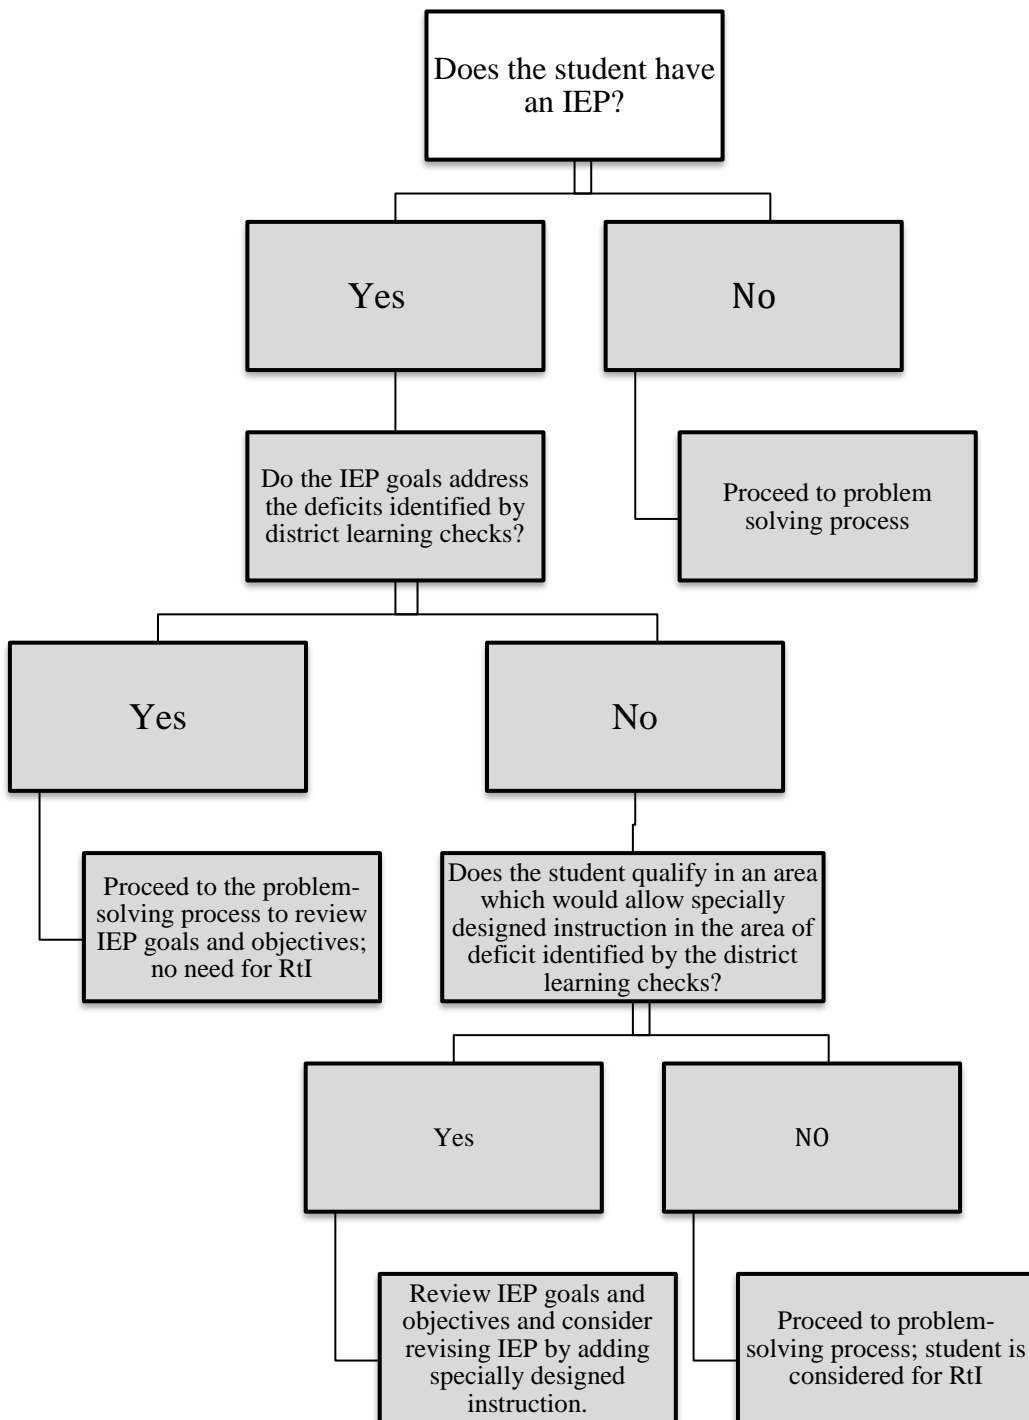 Does the student have
an IEP?
Yes
No
Do the IEP goals address
the deficits identified by
district learning checks?
Proceed to problem
solving process
Yes
No
Proceed to the problem-
solving process to review
IEP goals and objectives;
no need for RtI
Does the student qualify in an area
which would allow specially
designed instruction in the area of
deficit identified by the district
learning checks?
Yes
NO
Review IEP goals and
objectives and consider
revising IEP by adding
specially designed
instruction.
Proceed to problem-
solving process; student is
considered for RtI